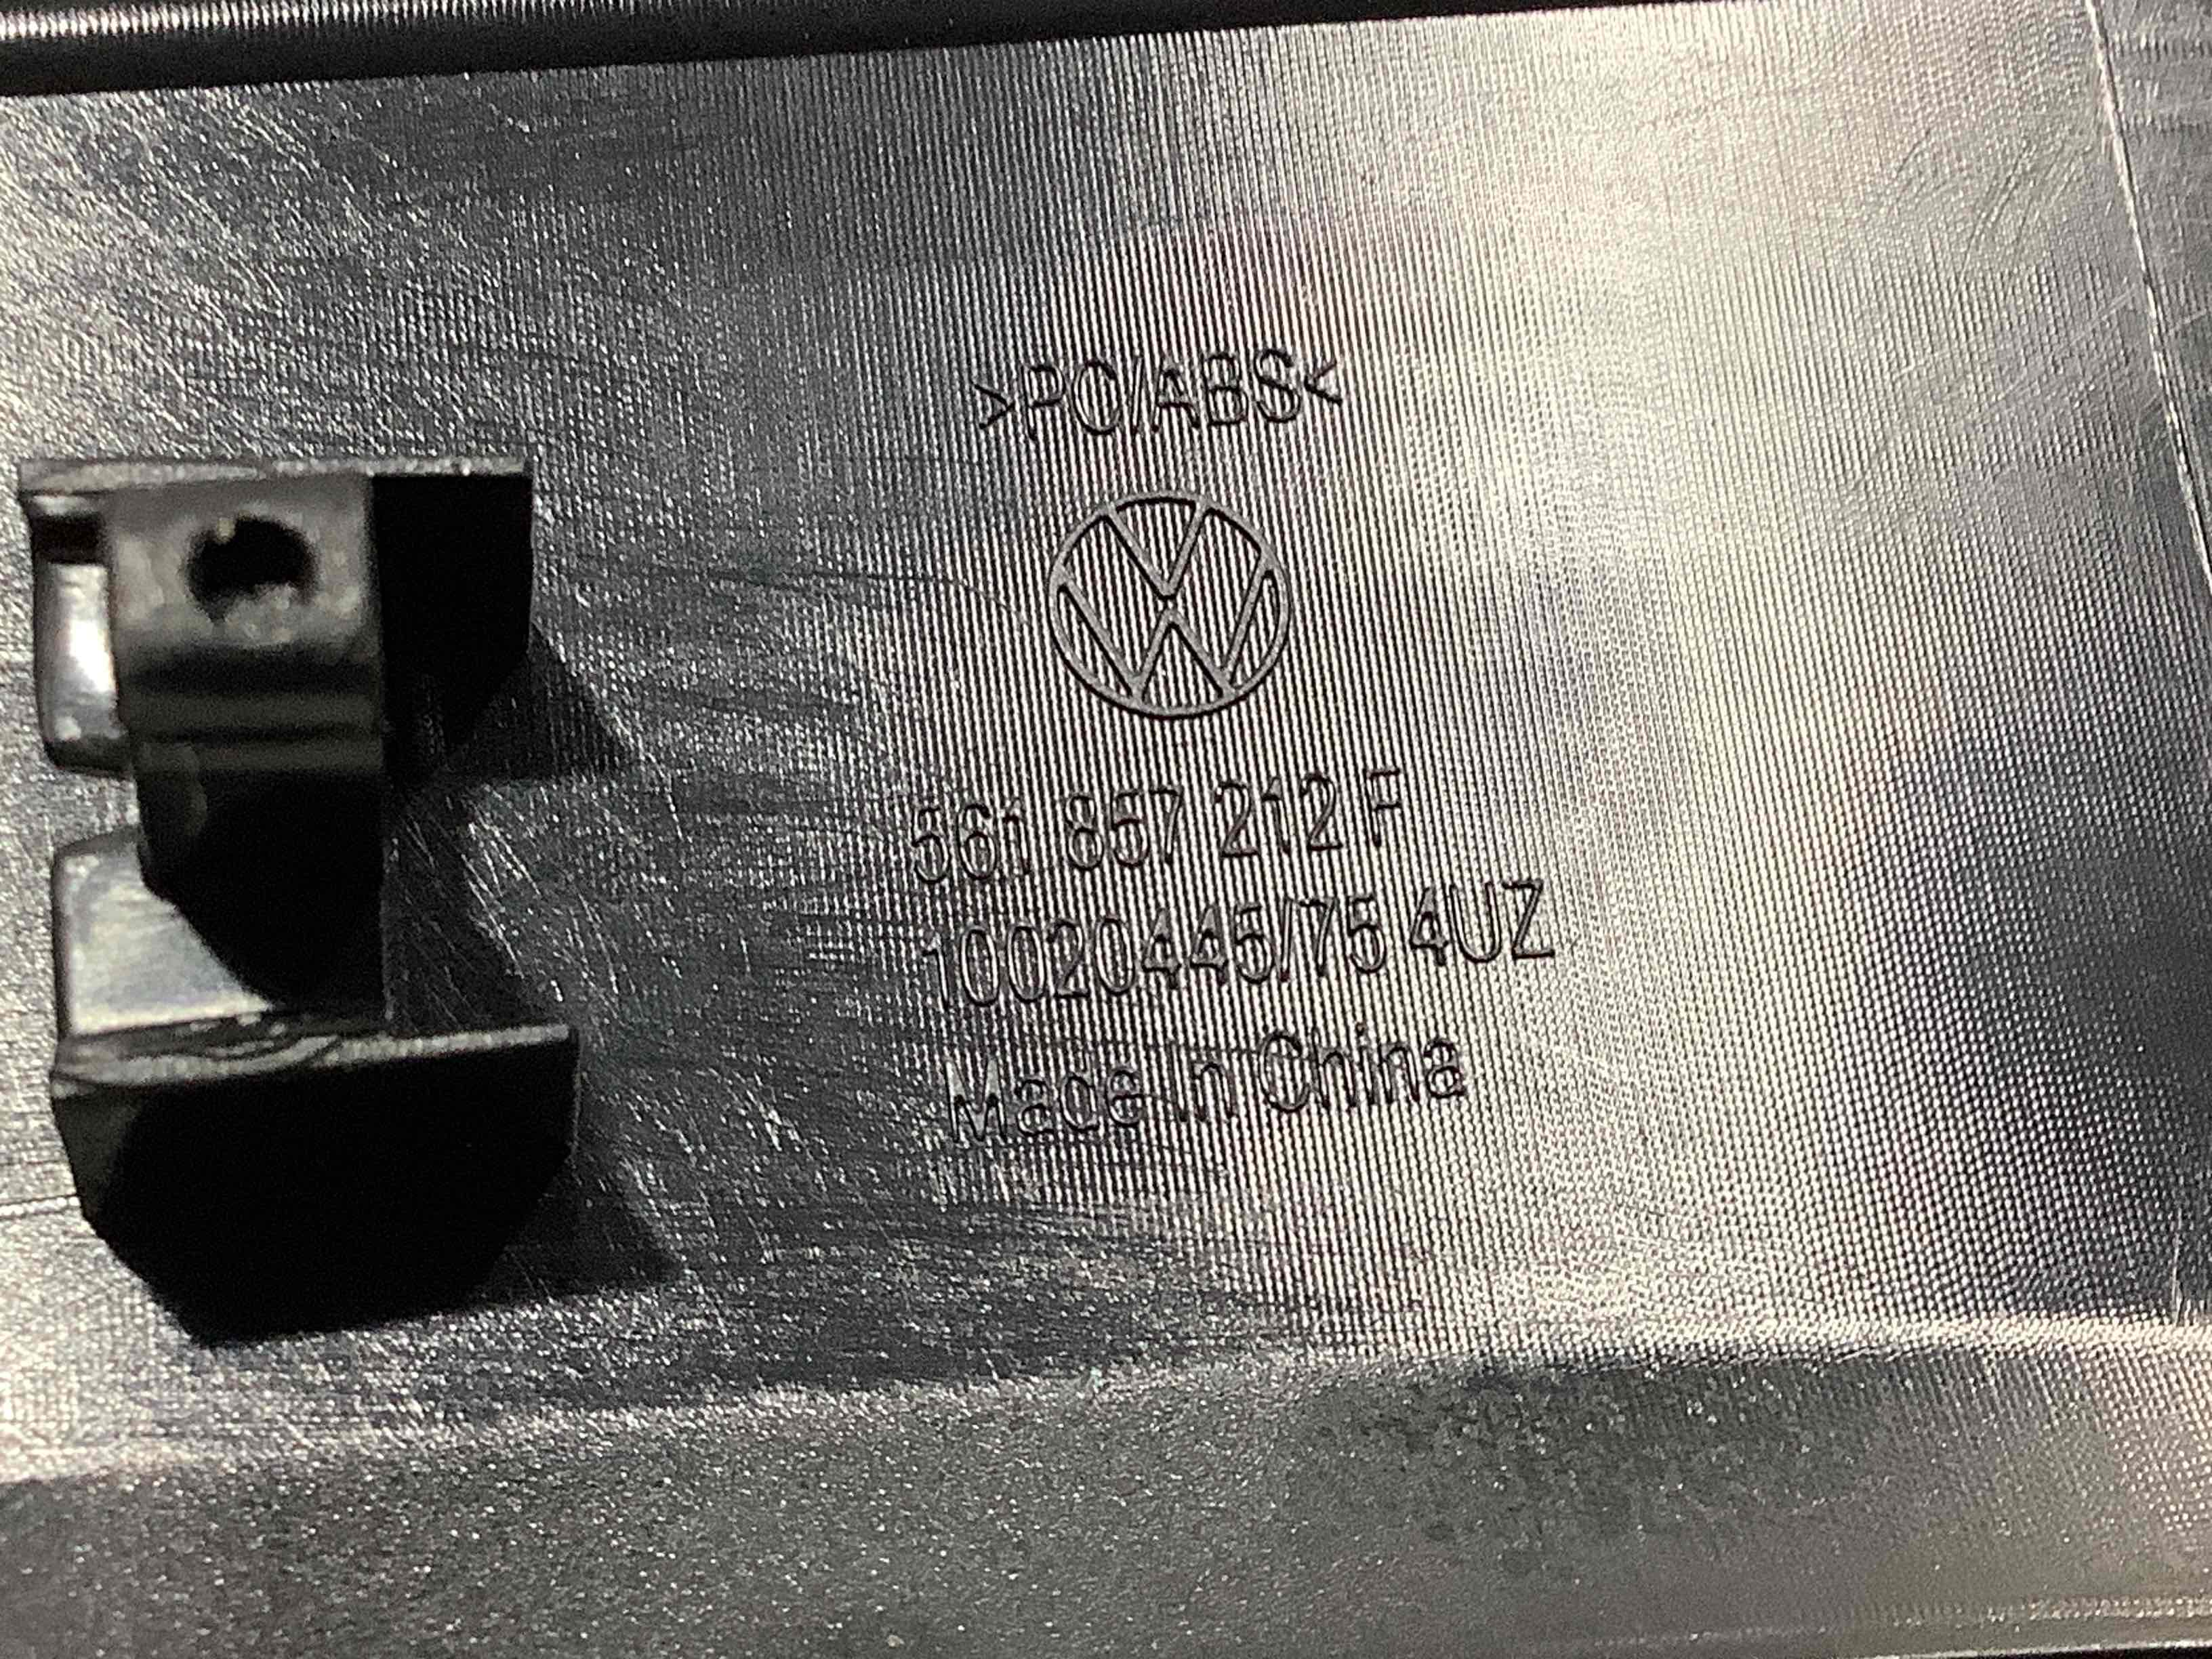 >PC/ABS<
561 857 212 F
10020445/75 4UZ
Made In China